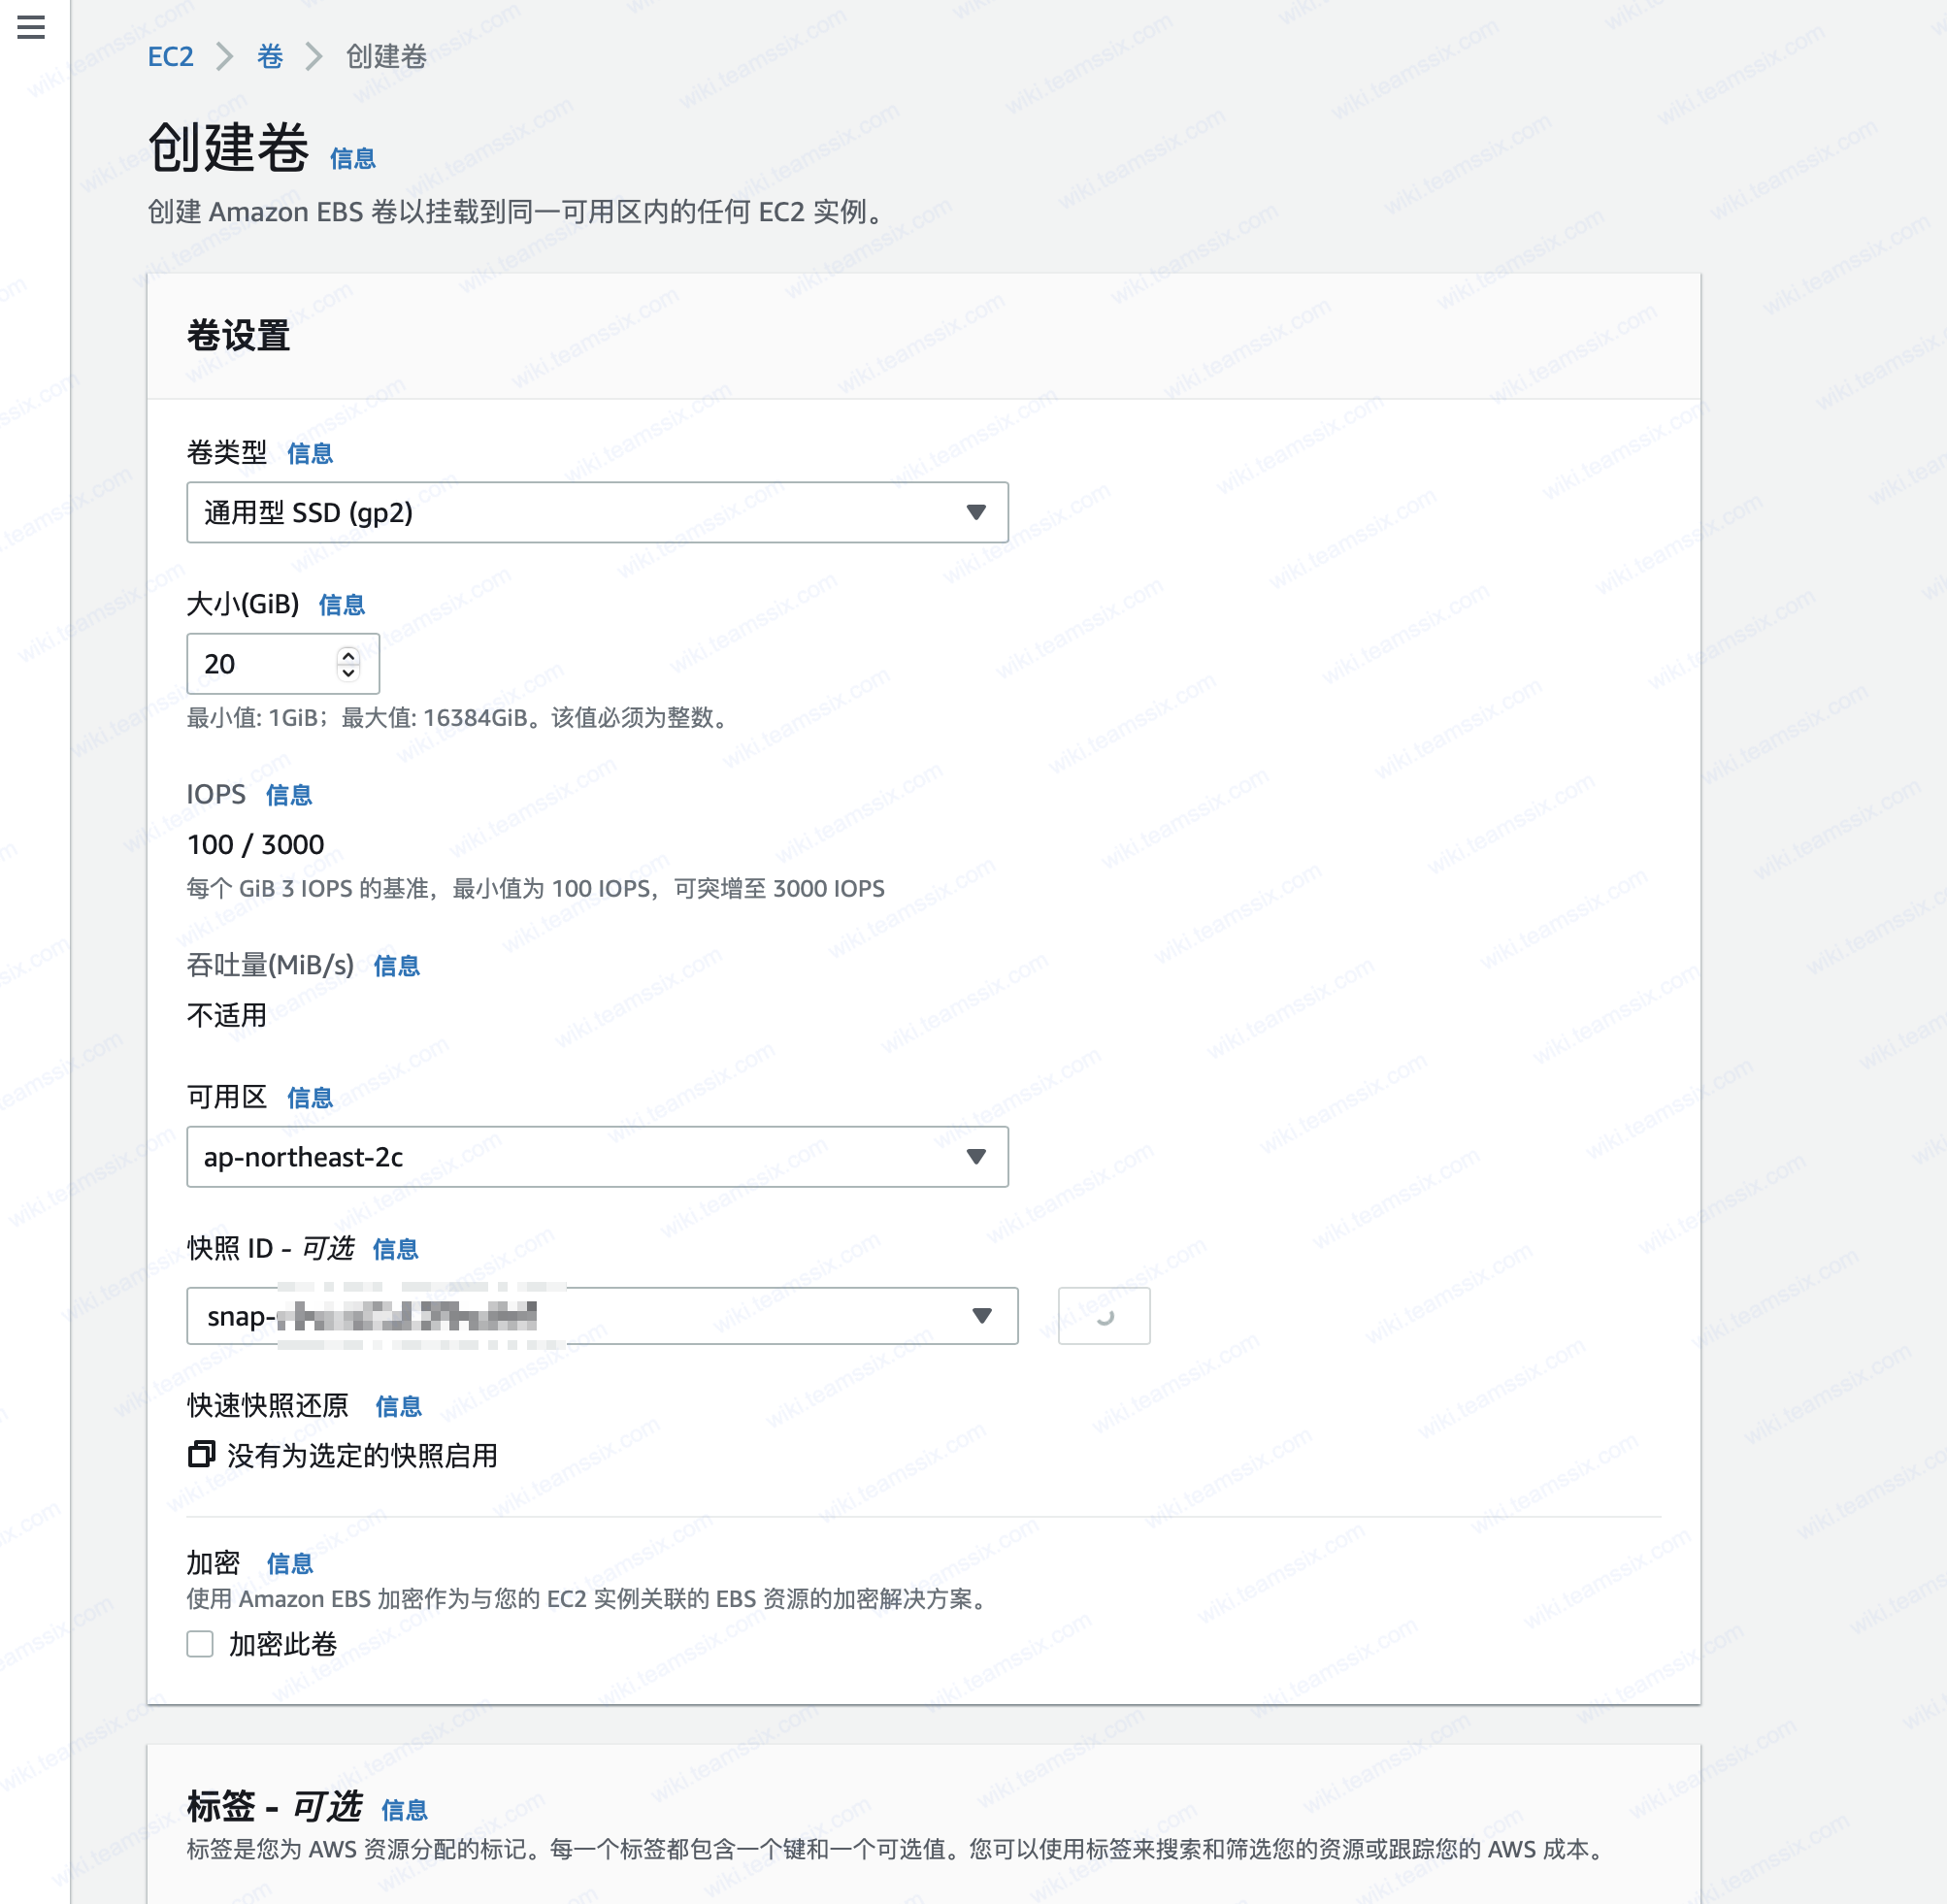 EC2 > 卷 > 创建卷
创建卷 信息
创建 Amazon EBS 卷以挂载到同一可用区内的任何 EC2 实例。
卷设置
卷类型 信息
通用型 SSD (gp2)
大小(GiB) 信息
20
最小值: 1GiB；最大值: 16384GiB。该值必须为整数。
IOPS 信息
100 / 3000
每个 GiB 3 IOPS 的基准，最小值为 100 IOPS，可突增至 3000 IOPS
吞吐量(MiB/s) 信息
不适用
可用区 信息
ap-northeast-2c
快照 ID - 可选 信息
snap-
快速快照还原 信息
没有为选定的快照启用
加密 信息
使用 Amazon EBS 加密作为与您的 EC2 实例关联的 EBS 资源的加密解决方案。
加密此卷
标签 - 可选 信息
标签是您为 AWS 资源分配的标记。每一个标签都包含一个键和一个可选值。您可以使用标签来搜索和筛选您的资源或跟踪您的 AWS 成本。
wiki.teamssix.com